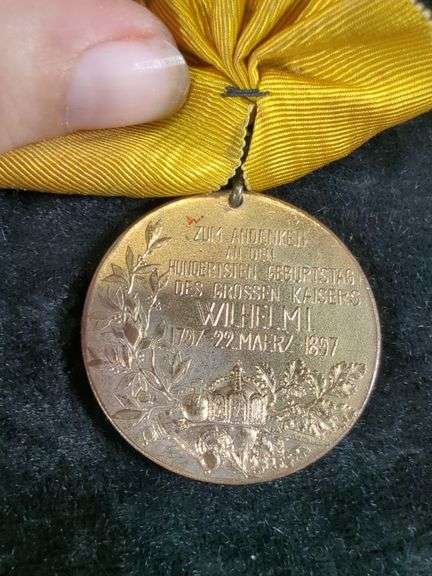 ZUM ANDENKEN
AN DEN
HUNDERTSTEN GEBURTSTAG
DES GROSSEN KAISERS
WILHELM I
1797 22. MAERZ 1897